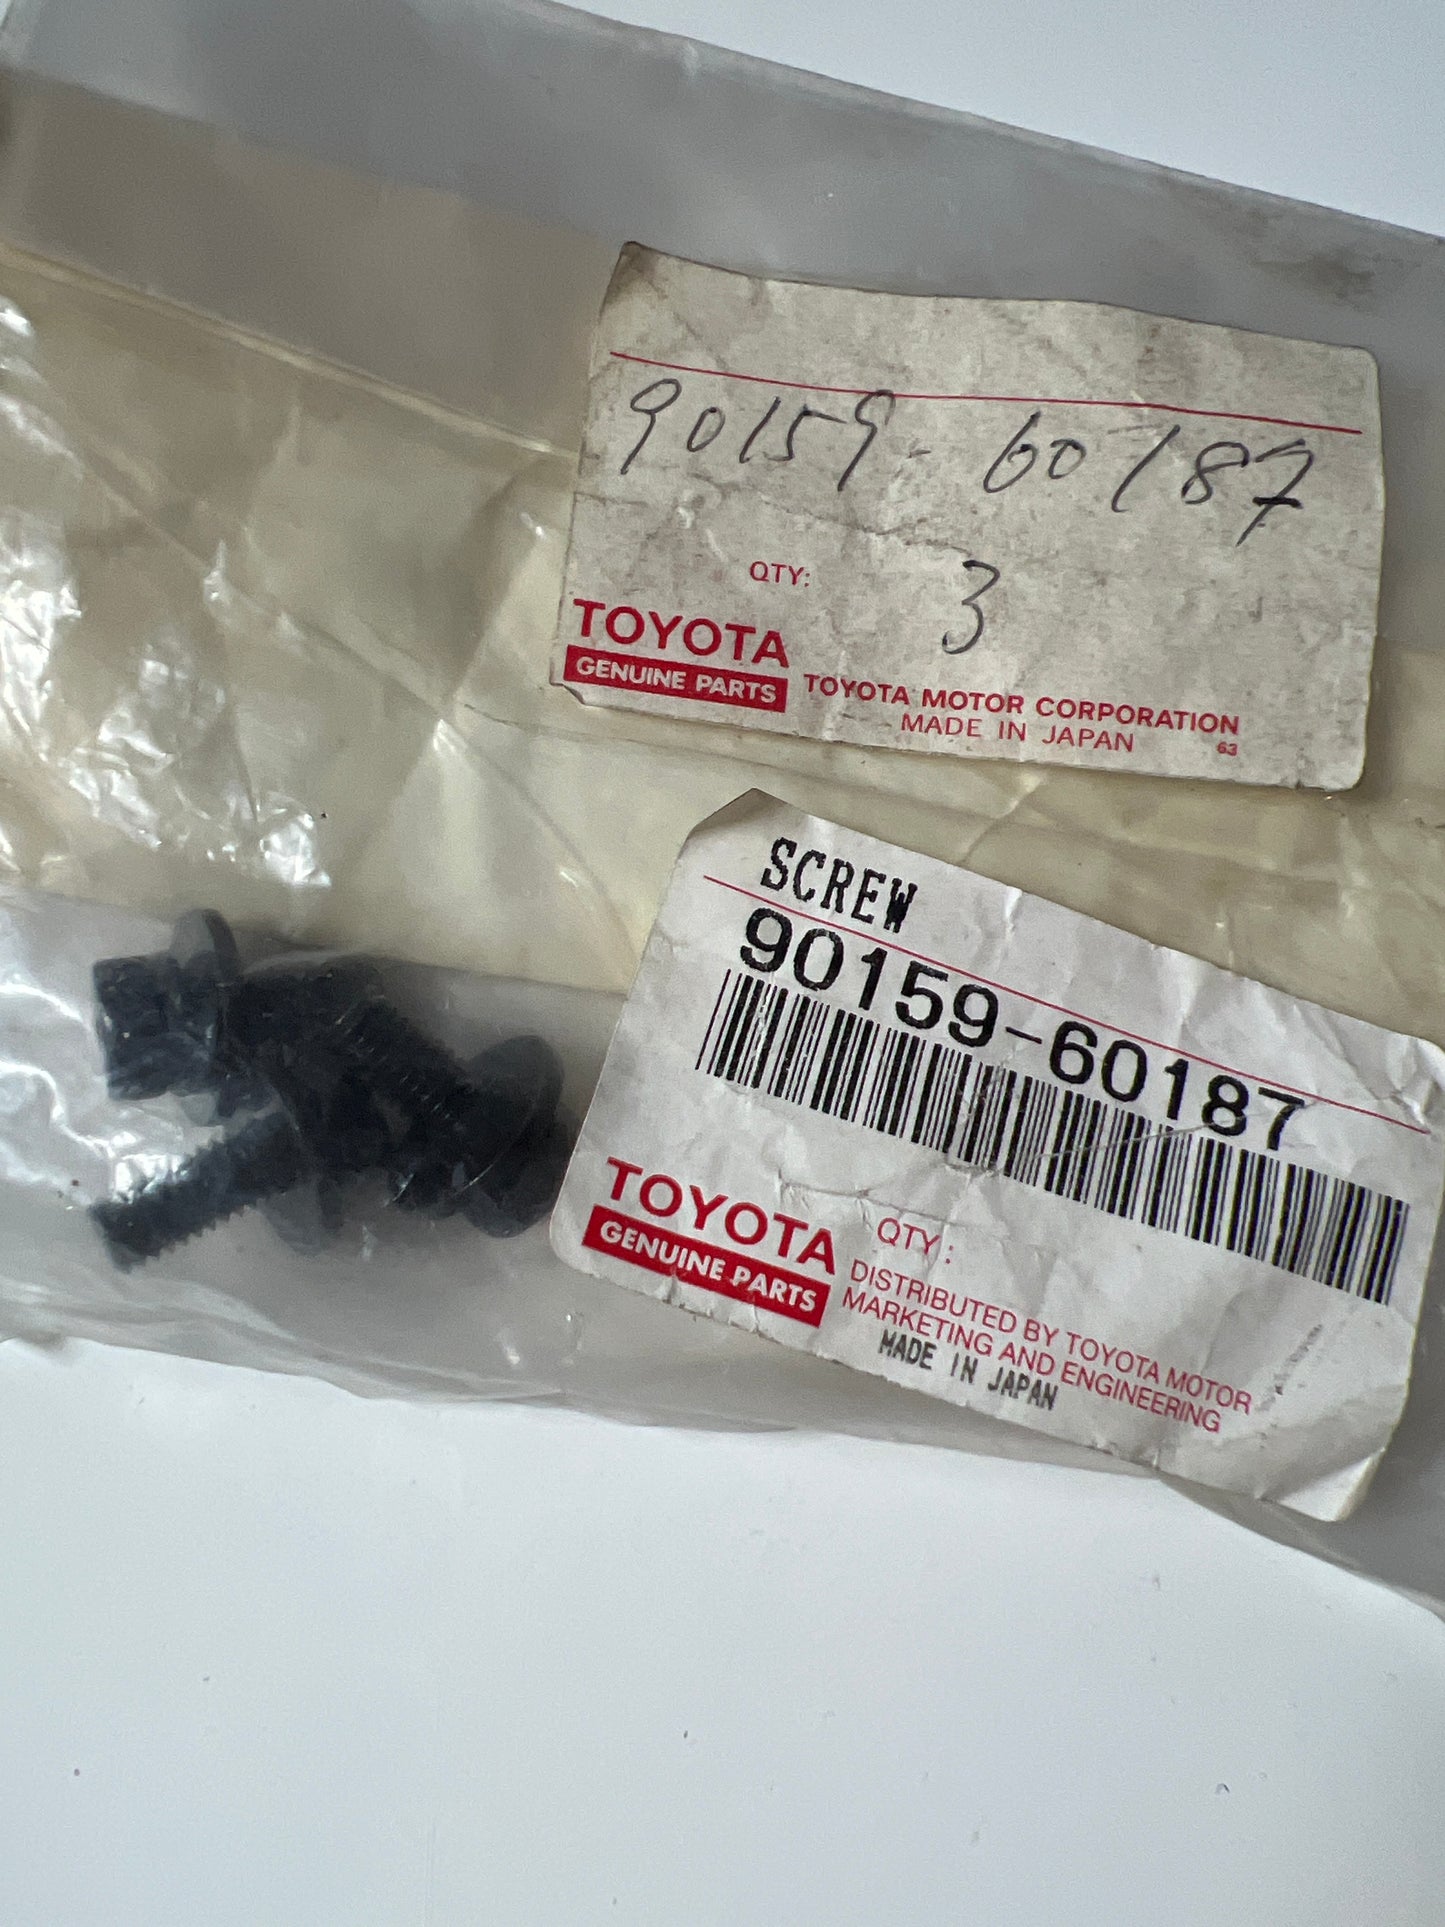 90159-60187
QTY: 3
TOYOTA
GENUINE PARTS
TOYOTA MOTOR CORPORATION
MADE IN JAPAN 63
SCREW
90159-60187
TOYOTA
GENUINE PARTS
QTY:
DISTRIBUTED BY TOYOTA MOTOR
MARKETING AND ENGINEERING
MADE IN JAPAN